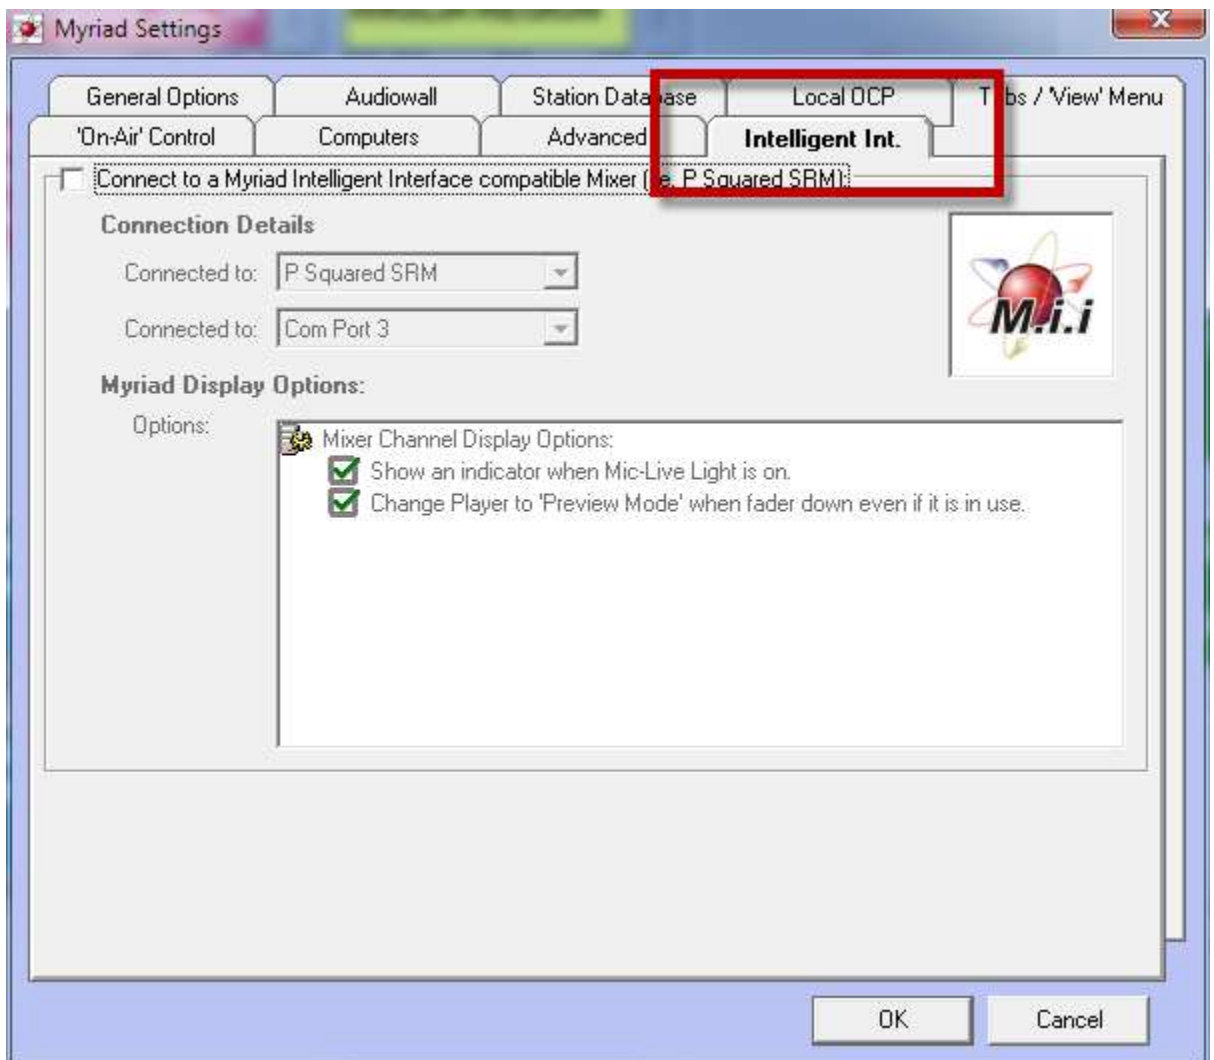 Myriad Settings
X
General Options Audiowall Station Database Local OCP Tabs / 'View' Menu
'On-Air' Control Computers Advanced Intelligent Int.
Connect to a Myriad Intelligent Interface compatible Mixer (ie. P Squared SRM):
Connection Details
Connected to: P Squared SRM
Connected to: Com Port 3
M.i.i
Myriad Display Options:
Options:
Mixer Channel Display Options:
Show an indicator when Mic-Live Light is on.
Change Player to 'Preview Mode' when fader down even if it is in use.
OK Cancel